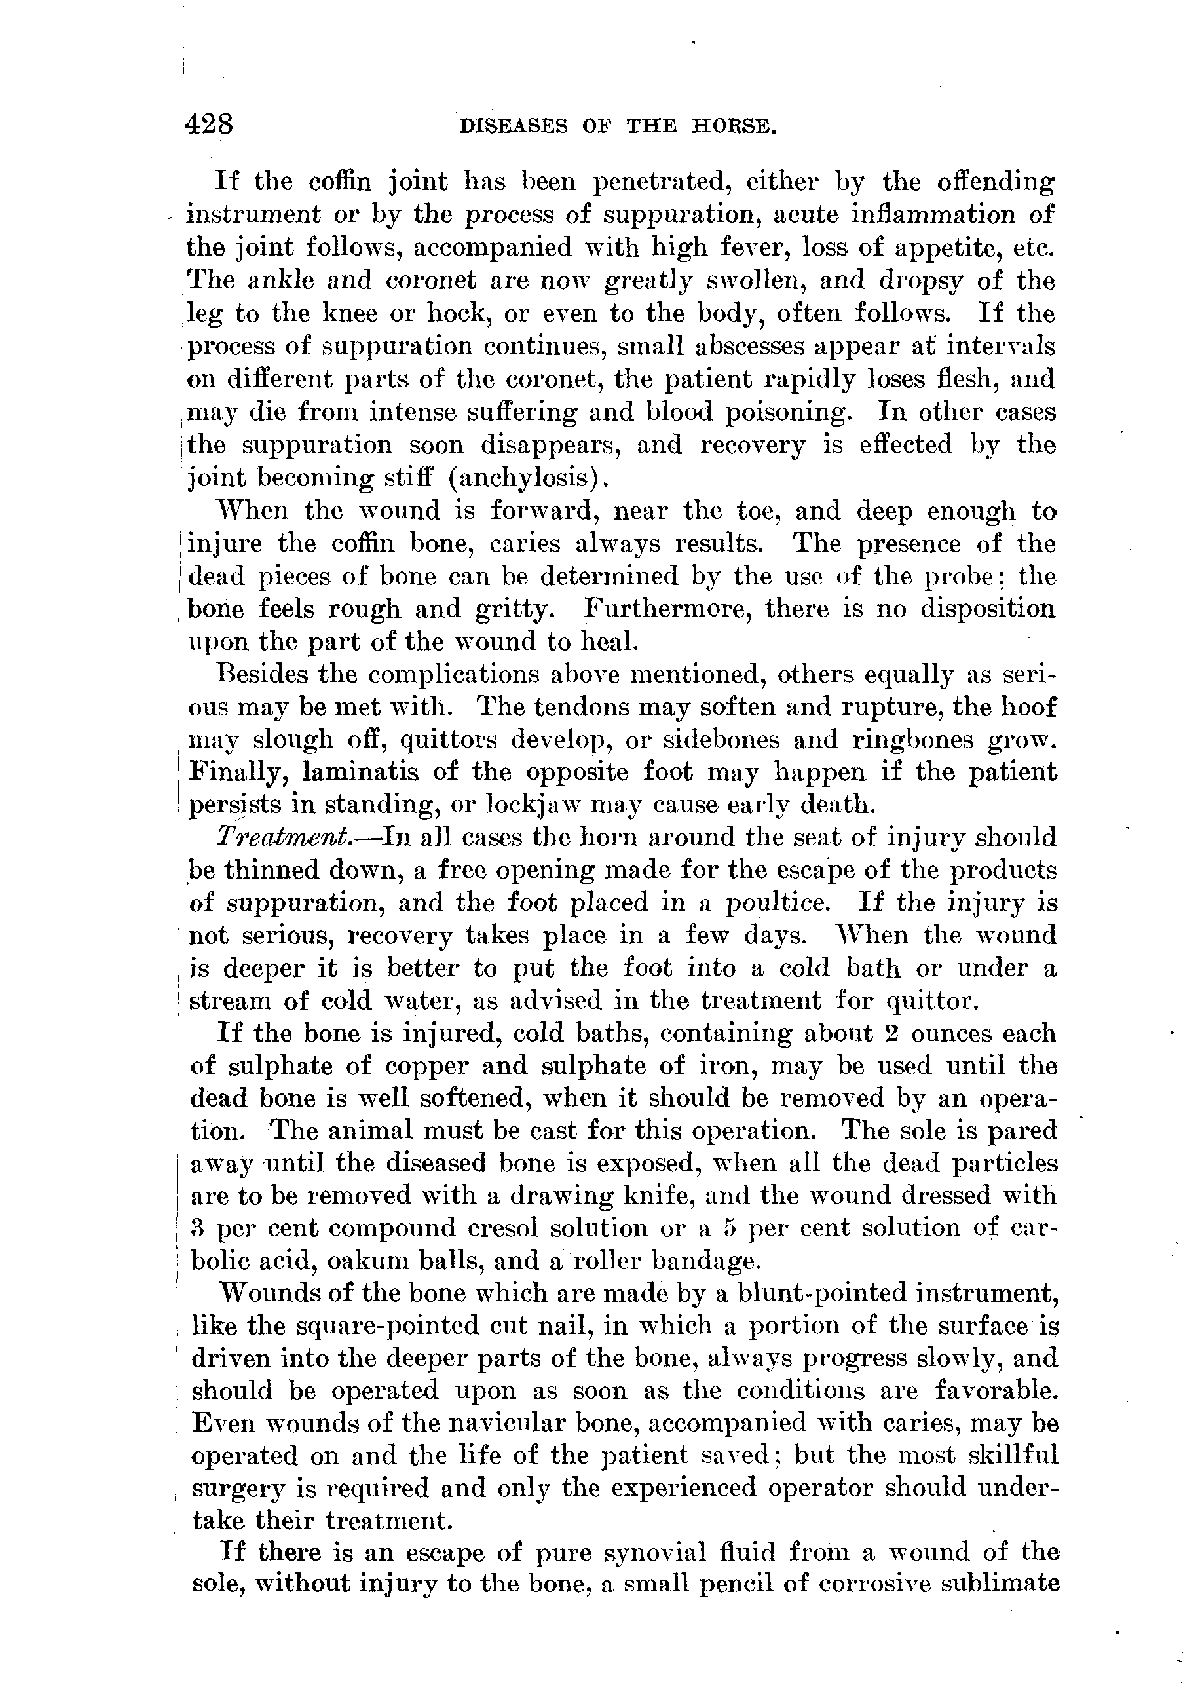 428 DISEASES OF THE HORSE.
If the coffin joint has been penetrated, either by the offending
instrument or by the process of suppuration, acute inflammation of
the joint follows, accompanied with high fever, loss of appetite, etc.
The ankle and coronet are now greatly swollen, and dropsy of the
leg to the knee or hock, or even to the body, often follows. If the
process of suppuration continues, small abscesses appear at intervals
on different parts of the coronet, the patient rapidly loses flesh, and
may die from intense suffering and blood poisoning. In other cases
the suppuration soon disappears, and recovery is effected by the
joint becoming stiff (anchylosis).
When the wound is forward, near the toe, and deep enough to
injure the coffin bone, caries always results. The presence of the
dead pieces of bone can be determined by the use of the probe; the
bone feels rough and gritty. Furthermore, there is no disposition
upon the part of the wound to heal.
Besides the complications above mentioned, others equally as seri-
ous may be met with. The tendons may soften and rupture, the hoof
may slough off, quittors develop, or sidebones and ringbones grow.
Finally, laminatis of the opposite foot may happen if the patient
persists in standing, or lockjaw may cause early death.
Treatment.—In all cases the horn around the seat of injury should
be thinned down, a free opening made for the escape of the products
of suppuration, and the foot placed in a poultice. If the injury is
not serious, recovery takes place in a few days. When the wound
is deeper it is better to put the foot into a cold bath or under a
stream of cold water, as advised in the treatment for quittor.
If the bone is injured, cold baths, containing about 2 ounces each
of sulphate of copper and sulphate of iron, may be used until the
dead bone is well softened, when it should be removed by an opera-
tion. The animal must be cast for this operation. The sole is pared
away until the diseased bone is exposed, when all the dead particles
are to be removed with a drawing knife, and the wound dressed with
3 per cent compound cresol solution or a 5 per cent solution of car-
bolic acid, oakum balls, and a roller bandage.
Wounds of the bone which are made by a blunt-pointed instrument,
like the square-pointed cut nail, in which a portion of the surface is
driven into the deeper parts of the bone, always progress slowly, and
should be operated upon as soon as the conditions are favorable.
Even wounds of the navicular bone, accompanied with caries, may be
operated on and the life of the patient saved; but the most skillful
surgery is required and only the experienced operator should under-
take their treatment.
If there is an escape of pure synovial fluid from a wound of the
sole, without injury to the bone, a small pencil of corrosive sublimate